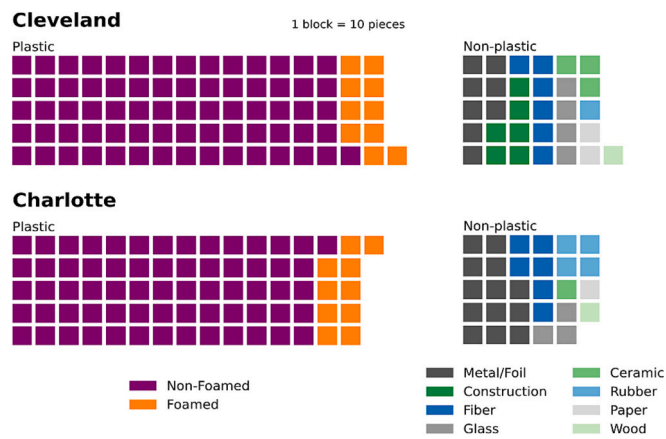 Cleveland
1 block = 10 pieces
Plastic
Non-plastic
Charlotte
Plastic
Non-plastic
Non-Foamed
Foamed
Metal/Foil
Construction
Fiber
Glass
Ceramic
Rubber
Paper
Wood